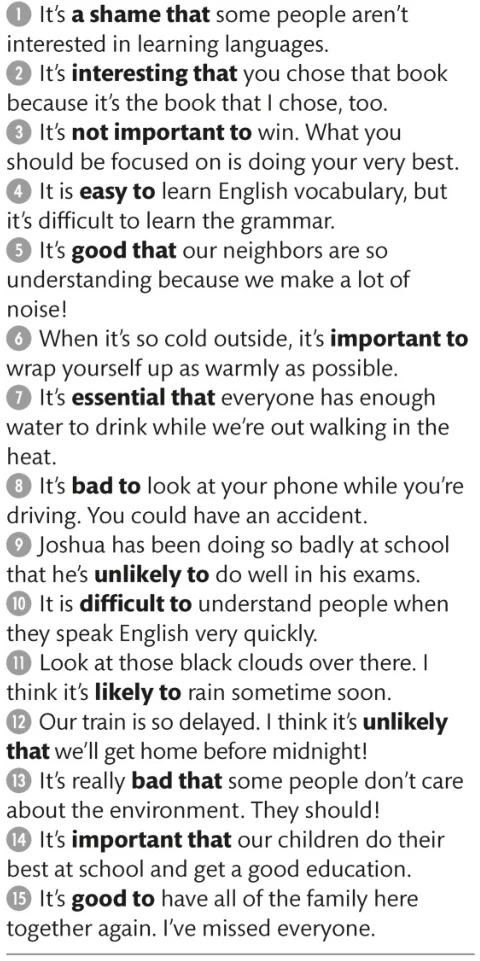 1 It’s a shame that some people aren’t
interested in learning languages.
2 It’s interesting that you chose that book
because it’s the book that I chose, too.
3 It’s not important to win. What you
should be focused on is doing your very best.
4 It is easy to learn English vocabulary, but
it’s difficult to learn the grammar.
5 It’s good that our neighbors are so
understanding because we make a lot of
noise!
6 When it’s so cold outside, it’s important to
wrap yourself up as warmly as possible.
7 It’s essential that everyone has enough
water to drink while we’re out walking in the
heat.
8 It’s bad to look at your phone while you’re
driving. You could have an accident.
9 Joshua has been doing so badly at school
that he’s unlikely to do well in his exams.
10 It is difficult to understand people when
they speak English very quickly.
11 Look at those black clouds over there. I
think it’s likely to rain sometime soon.
12 Our train is so delayed. I think it’s unlikely
that we’ll get home before midnight!
13 It’s really bad that some people don’t care
about the environment. They should!
14 It’s important that our children do their
best at school and get a good education.
15 It’s good to have all of the family here
together again. I’ve missed everyone.